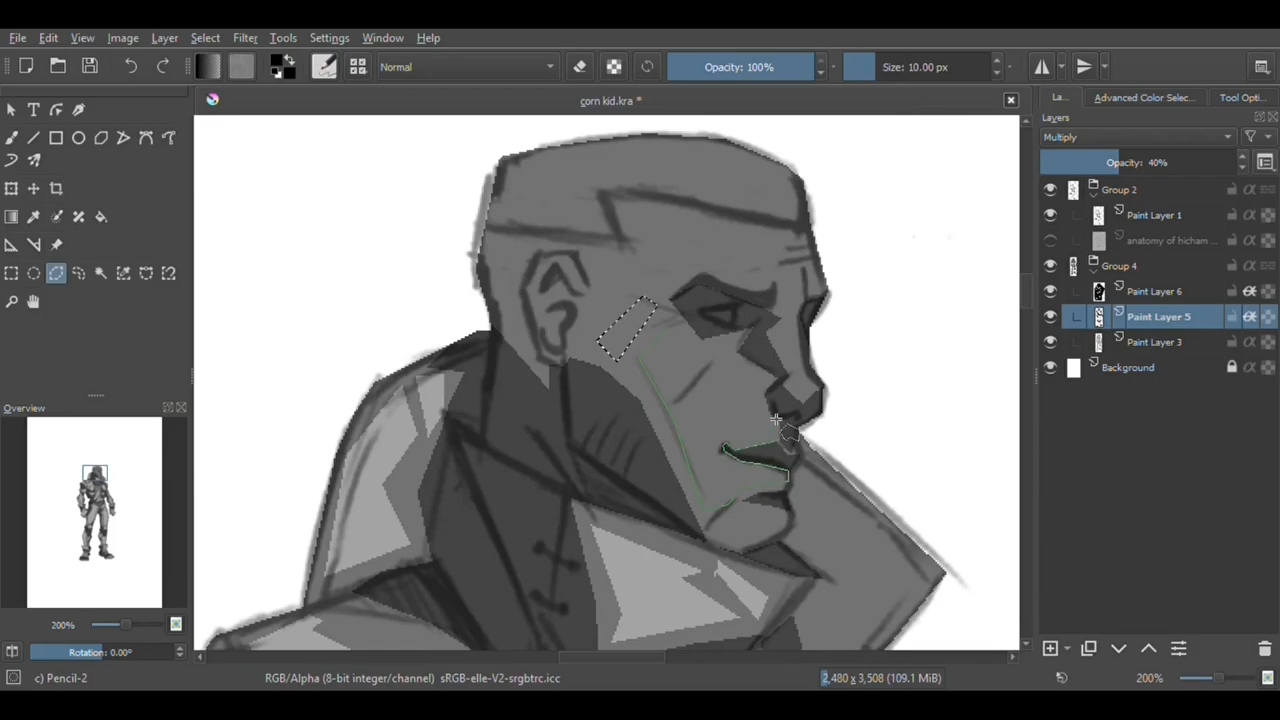 File Edit View Image Layer Select Filter Tools Settings Window Help
Normal Opacity: 100% Size: 10.00 px
corn kid.kra * La... Advanced Color Selec... Tool Opti...
Layers
Multiply
Opacity: 40%
Group 2
Paint Layer 1
anatomy of hicham ...
Group 4
Paint Layer 6
Paint Layer 5
Paint Layer 3
Background
Overview
200%
Rotation: 0.00°
c) Pencil-2 RGB/Alpha (8-bit integer/channel) sRGB-elle-V2-srgbtrc.icc 2,480 x 3,508 (109.1 MiB) 200%